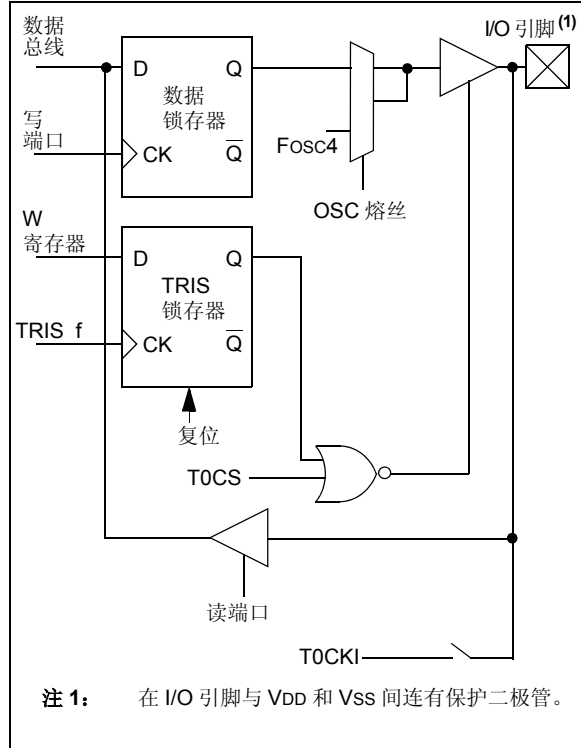 数据
总线
I/O 引脚(1)
D Q
数据
锁存器
写
端口
CK Q
FOSC4
OSC 熔丝
W
寄存器
D Q
TRIS
锁存器
TRIS f
CK Q
复位
T0CS
读端口
T0CKI
注 1： 在 I/O 引脚与 VDD 和 VSS 间连有保护二极管。